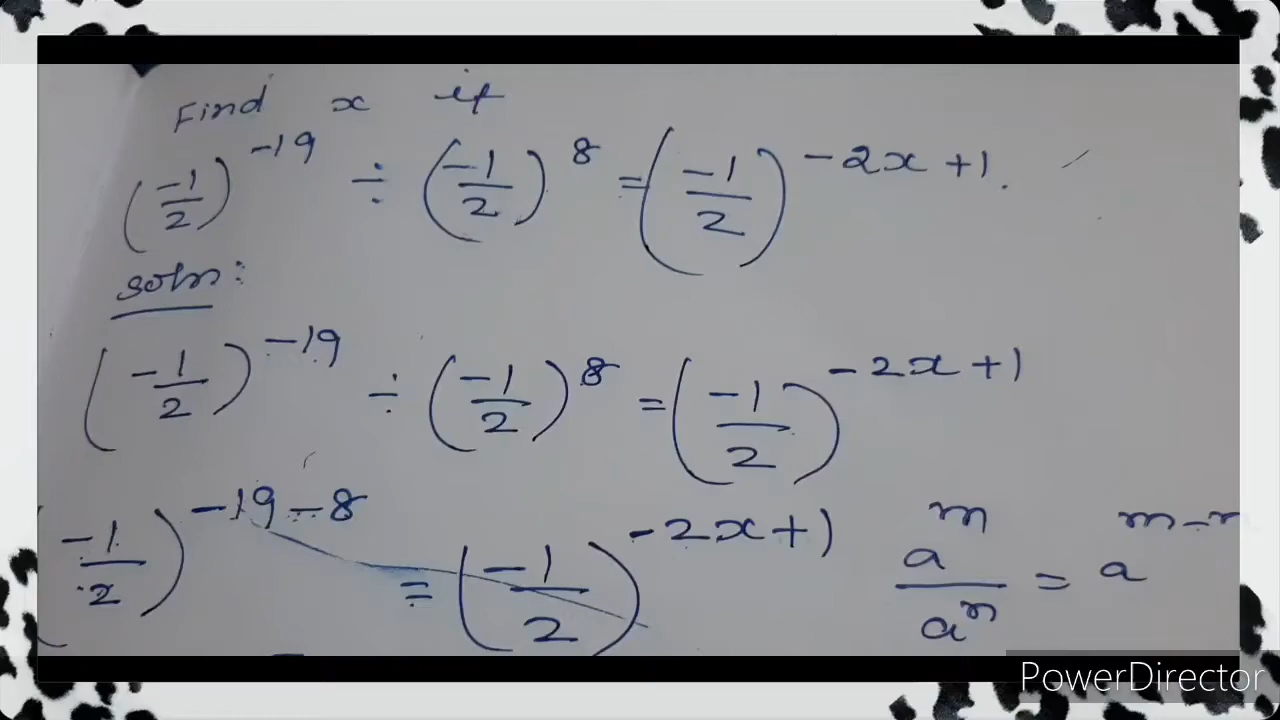 Find x if
(-1/2)^-19 ÷ (-1/2)^8 = (-1/2)^-2x+1.
soln:
(-1/2)^-19 ÷ (-1/2)^8 = (-1/2)^-2x+1
(-1/2)^-19-8 = (-1/2)^-2x+1 a^m/a^n = a^m-n
PowerDirector